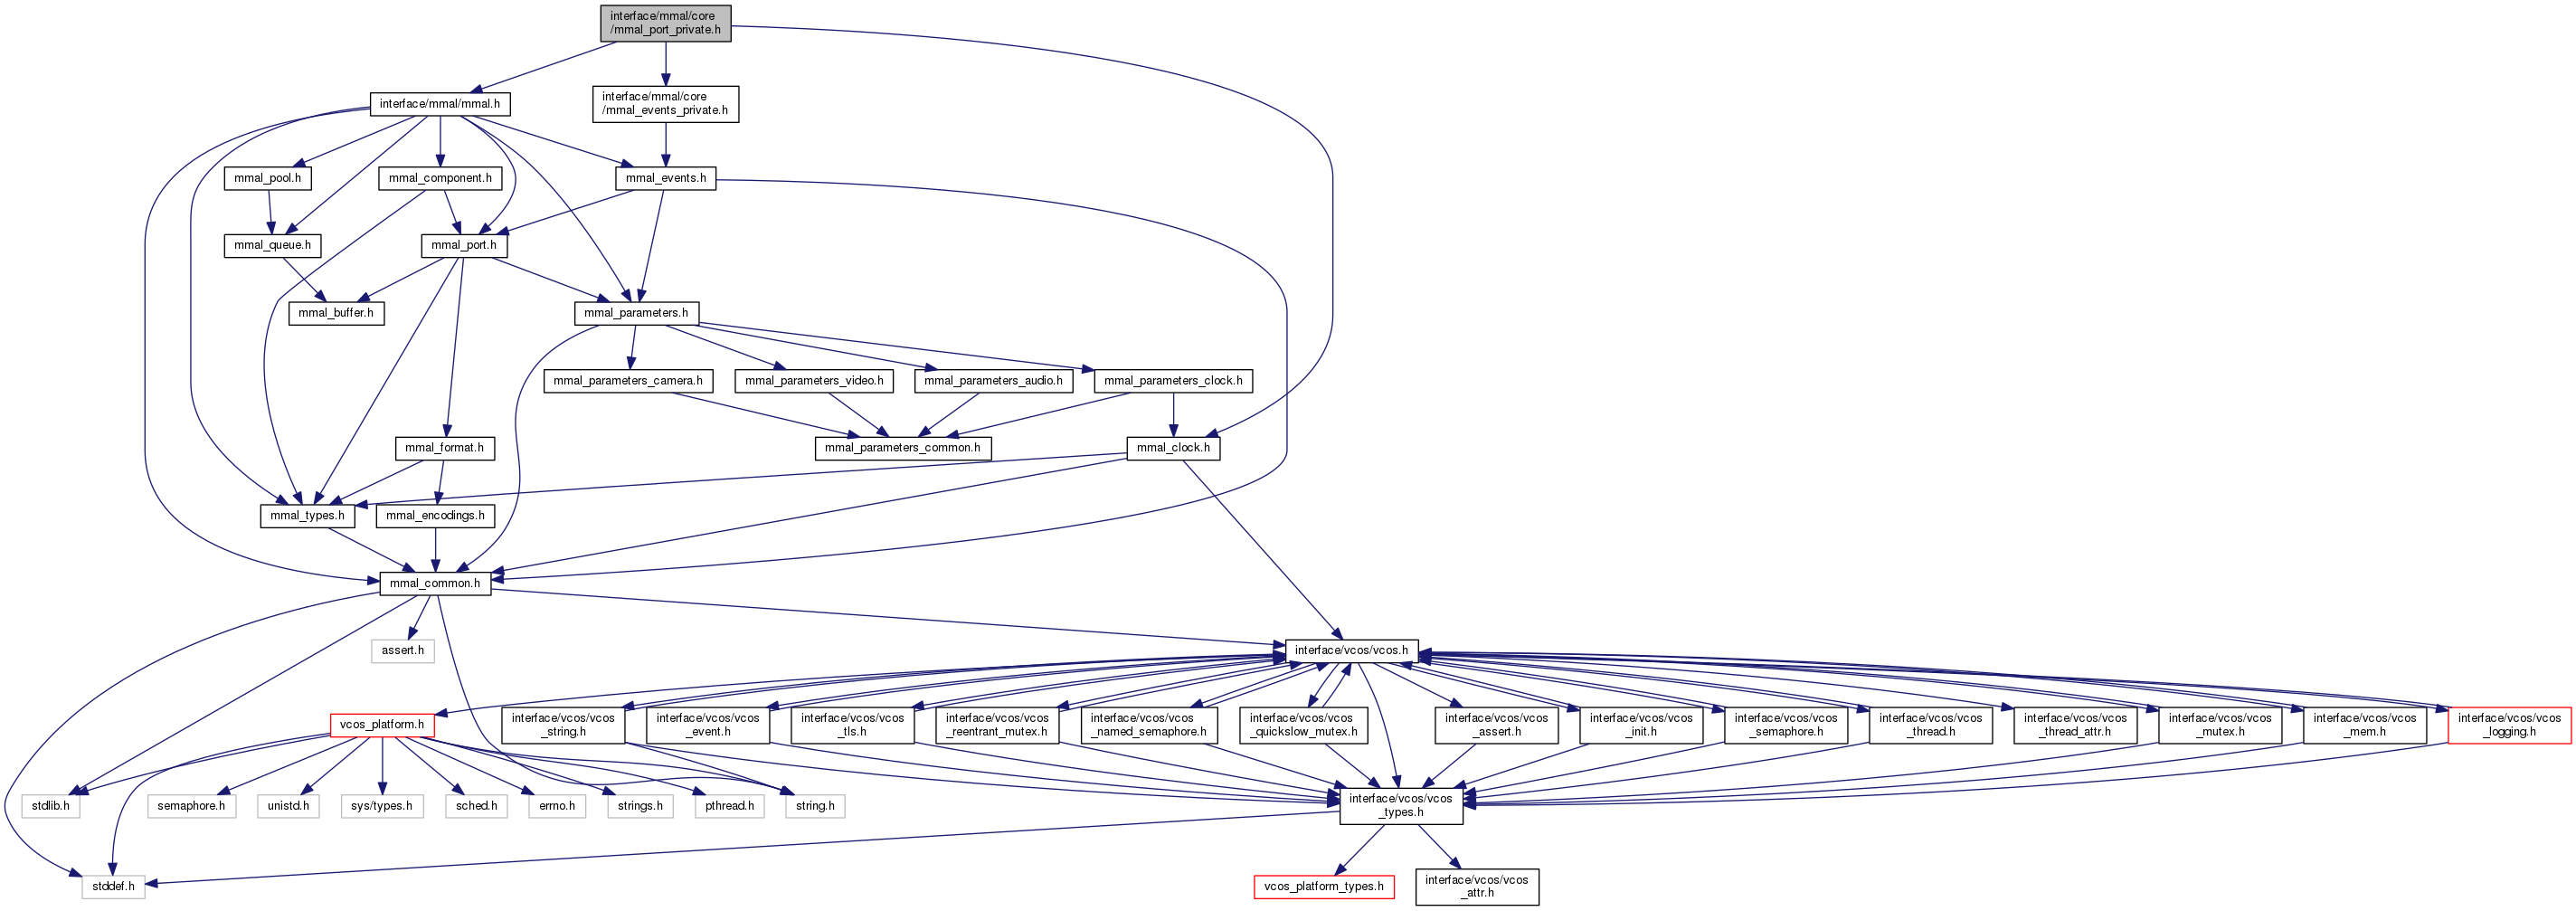 interface/mmal/core
/mmal_port_private.h
interface/mmal/mmal.h
interface/mmal/core
/mmal_events_private.h
mmal_pool.h
mmal_component.h
mmal_events.h
mmal_queue.h
mmal_port.h
mmal_buffer.h
mmal_parameters.h
mmal_parameters_camera.h
mmal_parameters_video.h
mmal_parameters_audio.h
mmal_parameters_clock.h
mmal_format.h
mmal_parameters_common.h
mmal_clock.h
mmal_types.h
mmal_encodings.h
mmal_common.h
assert.h
interface/vcos/vcos.h
vcos_platform.h
interface/vcos/vcos
_string.h
interface/vcos/vcos
_event.h
interface/vcos/vcos
_tls.h
interface/vcos/vcos
_reentrant_mutex.h
interface/vcos/vcos
_named_semaphore.h
interface/vcos/vcos
_quickslow_mutex.h
interface/vcos/vcos
_assert.h
interface/vcos/vcos
_init.h
interface/vcos/vcos
_semaphore.h
interface/vcos/vcos
_thread.h
interface/vcos/vcos
_thread_attr.h
interface/vcos/vcos
_mutex.h
interface/vcos/vcos
_mem.h
interface/vcos/vcos
_logging.h
stdlib.h
semaphore.h
unistd.h
sys/types.h
sched.h
errno.h
strings.h
pthread.h
string.h
interface/vcos/vcos
_types.h
stddef.h
vcos_platform_types.h
interface/vcos/vcos
_attr.h